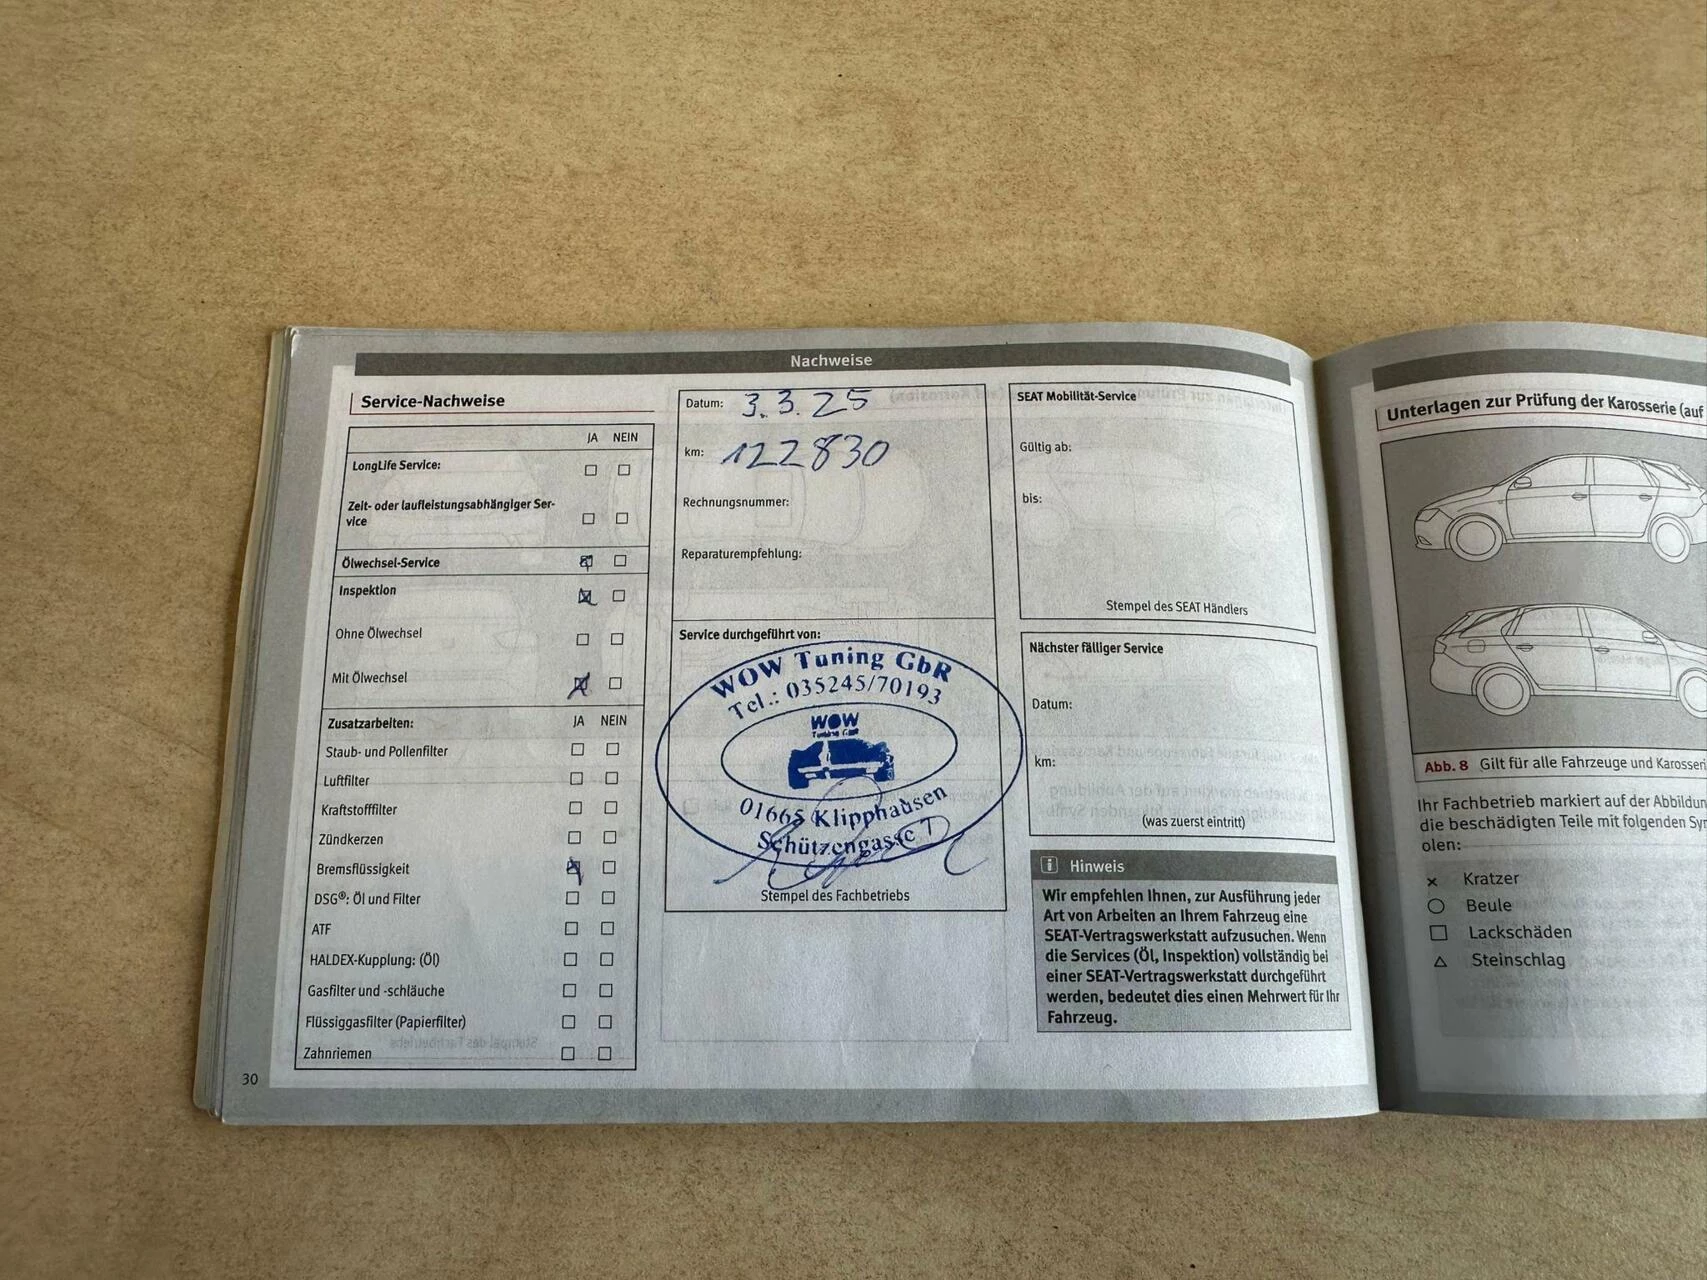 Nachweise
Service-Nachweise
JA NEIN
LongLife Service: ☐ ☐
Zeit- oder laufleistungsabhängiger Ser-
vice ☐ ☐
Ölwechsel-Service ☒ ☐
Inspektion ☒ ☐
Ohne Ölwechsel ☐ ☐
Mit Ölwechsel ☒ ☐
Zusatzarbeiten: JA NEIN
Staub- und Pollenfilter ☐ ☐
Luftfilter ☐ ☐
Kraftstofffilter ☐ ☐
Zündkerzen ☐ ☐
Bremsflüssigkeit ☒ ☐
DSG®: Öl und Filter ☐ ☐
ATF ☐ ☐
HALDEX-Kupplung: (Öl) ☐ ☐
Gasfilter und -schläuche ☐ ☐
Flüssiggasfilter (Papierfilter) ☐ ☐
Zahnriemen ☐ ☐
30
Datum: 3.3.25
km: 122830
Rechnungsnummer:
Reparaturempfehlung:
Service durchgeführt von:
WOW Tuning GbR
Tel.: 035245/70193
WOW
Tuning GbR
01665 Klipphausen
Schützengasse 1
Stempel des Fachbetriebs
SEAT Mobilität-Service
Gültig ab:
bis:
Stempel des SEAT Händlers
Nächster fälliger Service
Datum:
km:
(was zuerst eintritt)
i Hinweis
Wir empfehlen Ihnen, zur Ausführung jeder
Art von Arbeiten an Ihrem Fahrzeug eine
SEAT-Vertragswerkstatt aufzusuchen. Wenn
die Services (Öl, Inspektion) vollständig bei
einer SEAT-Vertragswerkstatt durchgeführt
werden, bedeutet dies einen Mehrwert für Ihr
Fahrzeug.
Unterlagen zur Prüfung der Karosserie (auf
Abb. 8 Gilt für alle Fahrzeuge und Karosseri
Ihr Fachbetrieb markiert auf der Abbildun
die beschädigten Teile mit folgenden Sym
olen:
× Kratzer
○ Beule
□ Lackschäden
△ Steinschlag